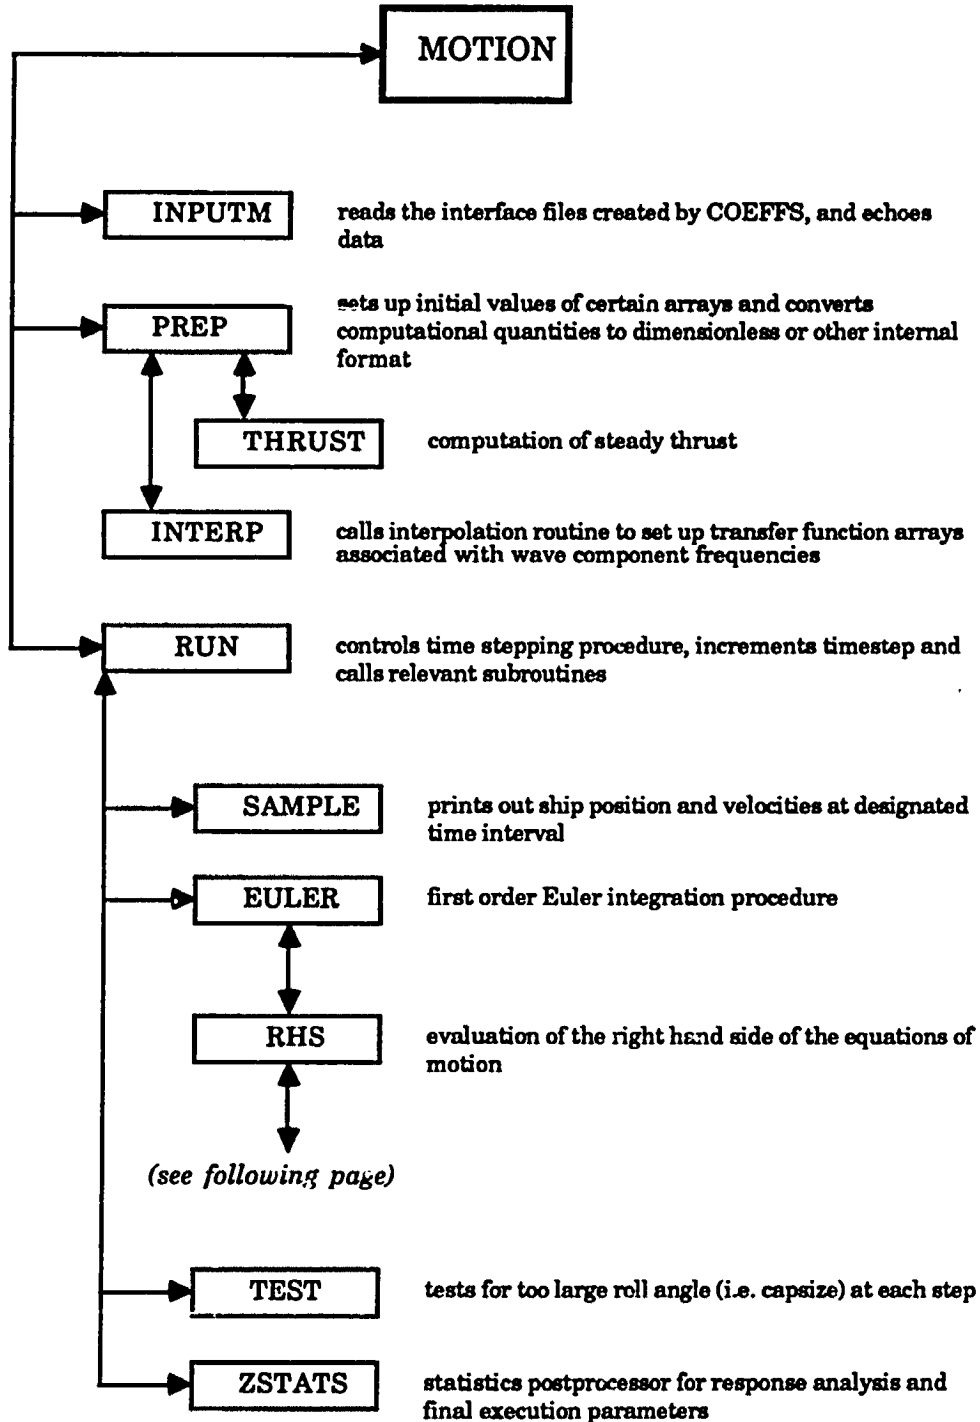 MOTION
INPUTM
reads the interface files created by COEFFS, and echoes
data
PREP
sets up initial values of certain arrays and converts
computational quantities to dimensionless or other internal
format
THRUST
computation of steady thrust
INTERP
calls interpolation routine to set up transfer function arrays
associated with wave component frequencies
RUN
controls time stepping procedure, increments timestep and
calls relevant subroutines
SAMPLE
prints out ship position and velocities at designated
time interval
EULER
first order Euler integration procedure
RHS
evaluation of the right hand side of the equations of
motion
(see following page)
TEST
tests for too large roll angle (i.e. capsize) at each step
ZSTATS
statistics postprocessor for response analysis and
final execution parameters